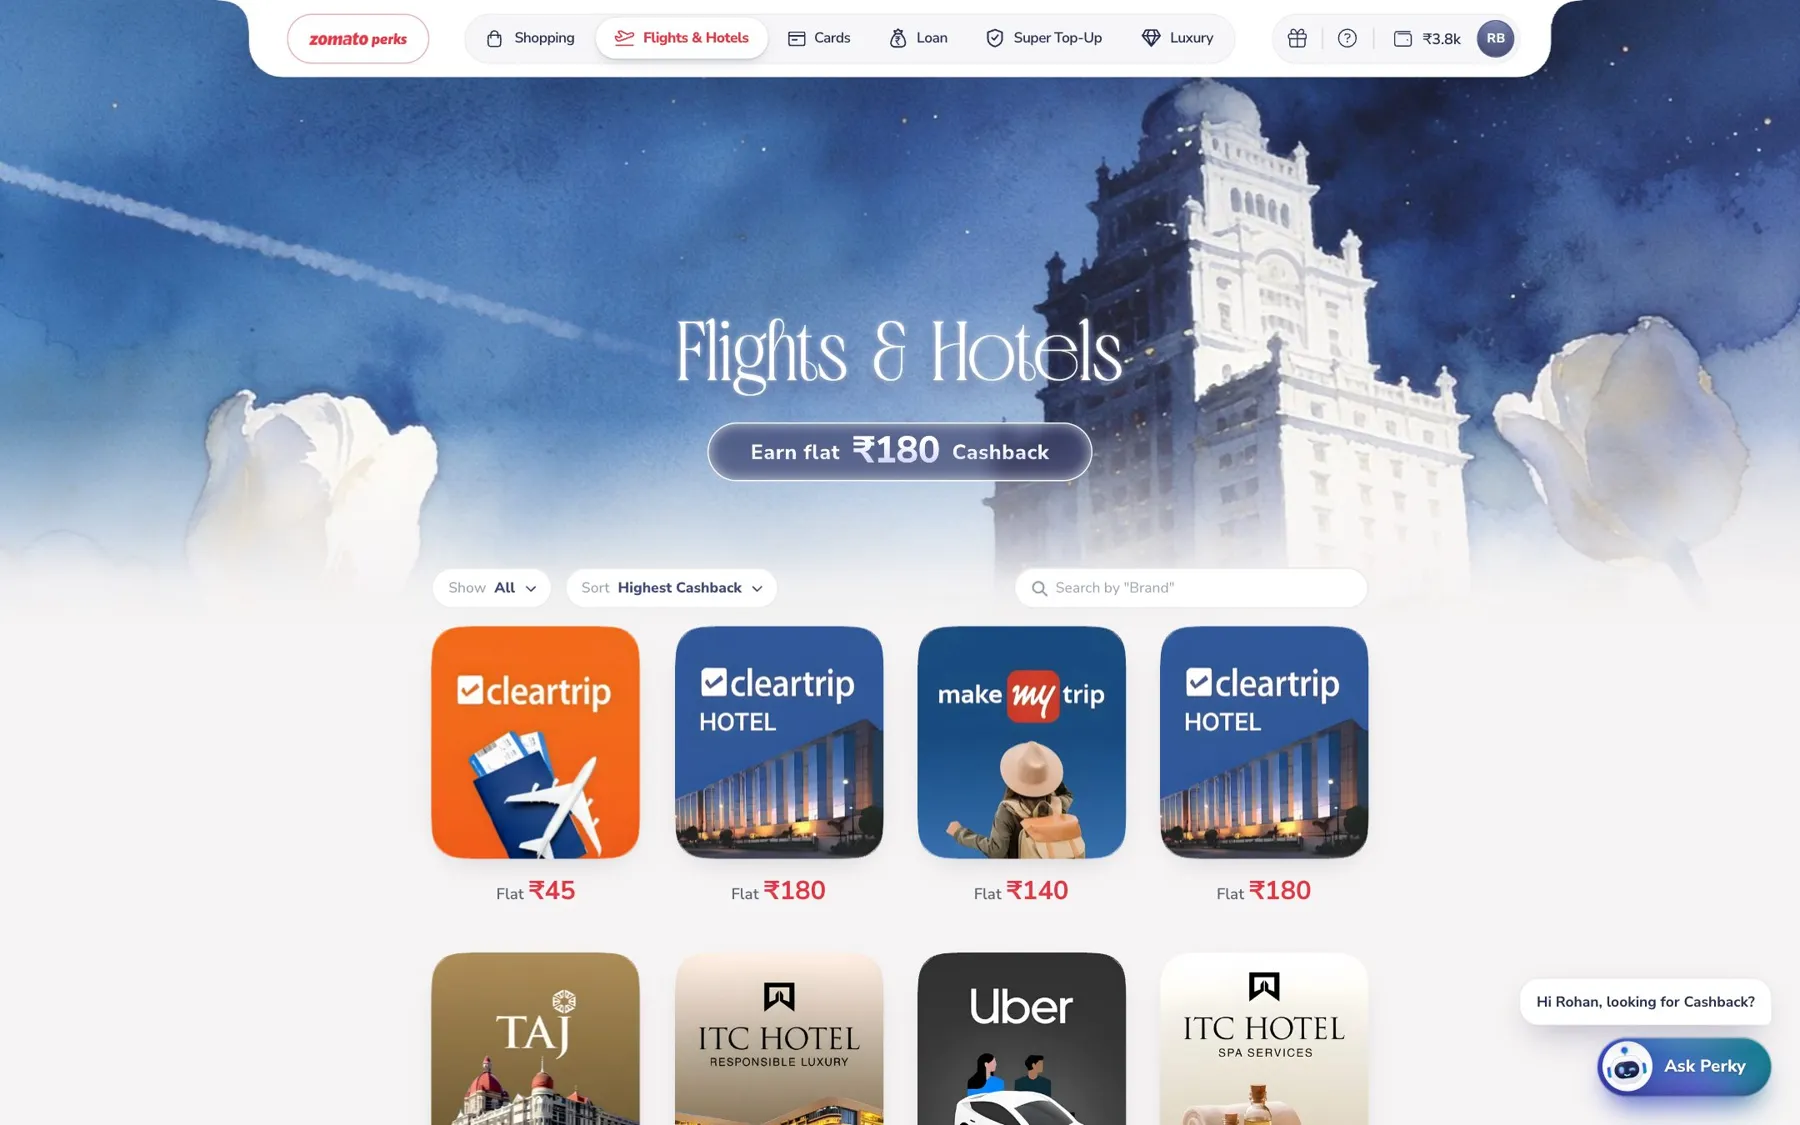 zomato perks
Shopping
Flights & Hotels
Cards
Loan
Super Top-Up
Luxury
₹3.8k
RB
Flights & Hotels
Earn flat ₹180 Cashback
Show All
Sort Highest Cashback
Search by "Brand"
cleartrip
cleartrip
HOTEL
make my trip
cleartrip
HOTEL
Flat ₹45
Flat ₹180
Flat ₹140
Flat ₹180
TAJ
ITC HOTEL
RESPONSIBLE LUXURY
Uber
ITC HOTEL
SPA SERVICES
Hi Rohan, looking for Cashback?
Ask Perky